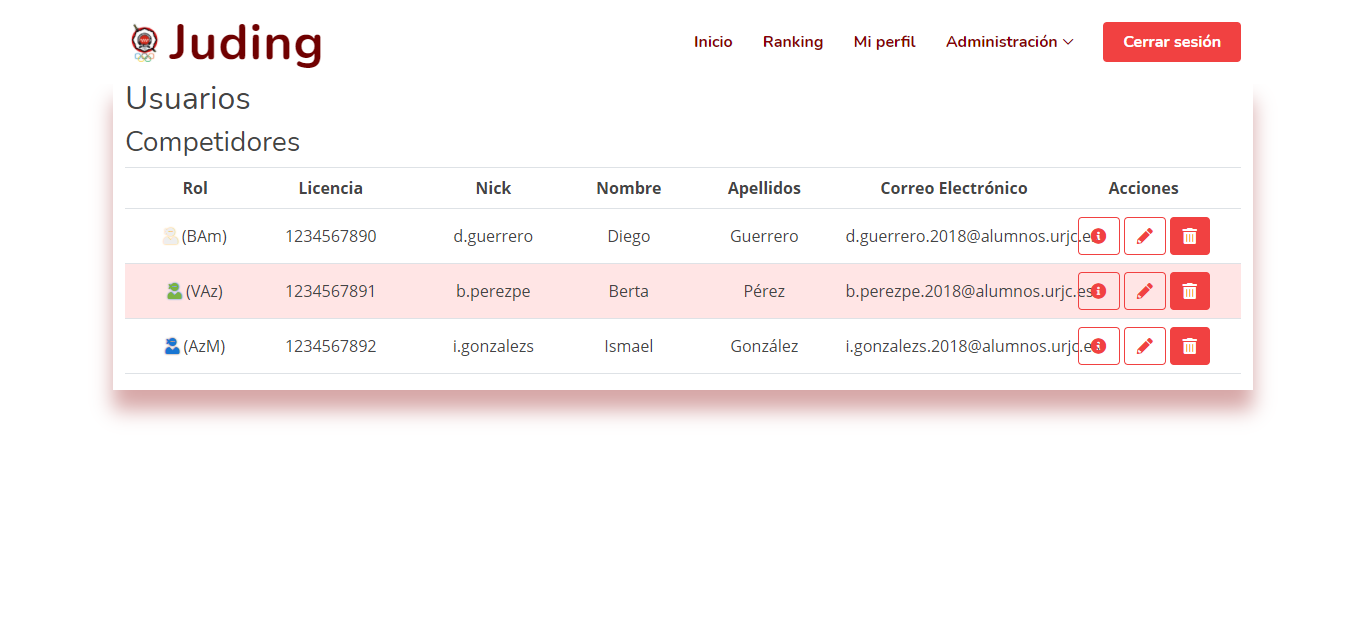 Juding
Inicio Ranking Mi perfil Administración Cerrar sesión
Usuarios
Competidores
Rol Licencia Nick Nombre Apellidos Correo Electrónico Acciones
(BAm) 1234567890 d.guerrero Diego Guerrero d.guerrero.2018@alumnos.urjc.e
(VAz) 1234567891 b.perezpe Berta Pérez b.perezpe.2018@alumnos.urjc.es
(AzM) 1234567892 i.gonzalezs Ismael González i.gonzalezs.2018@alumnos.urjc.e